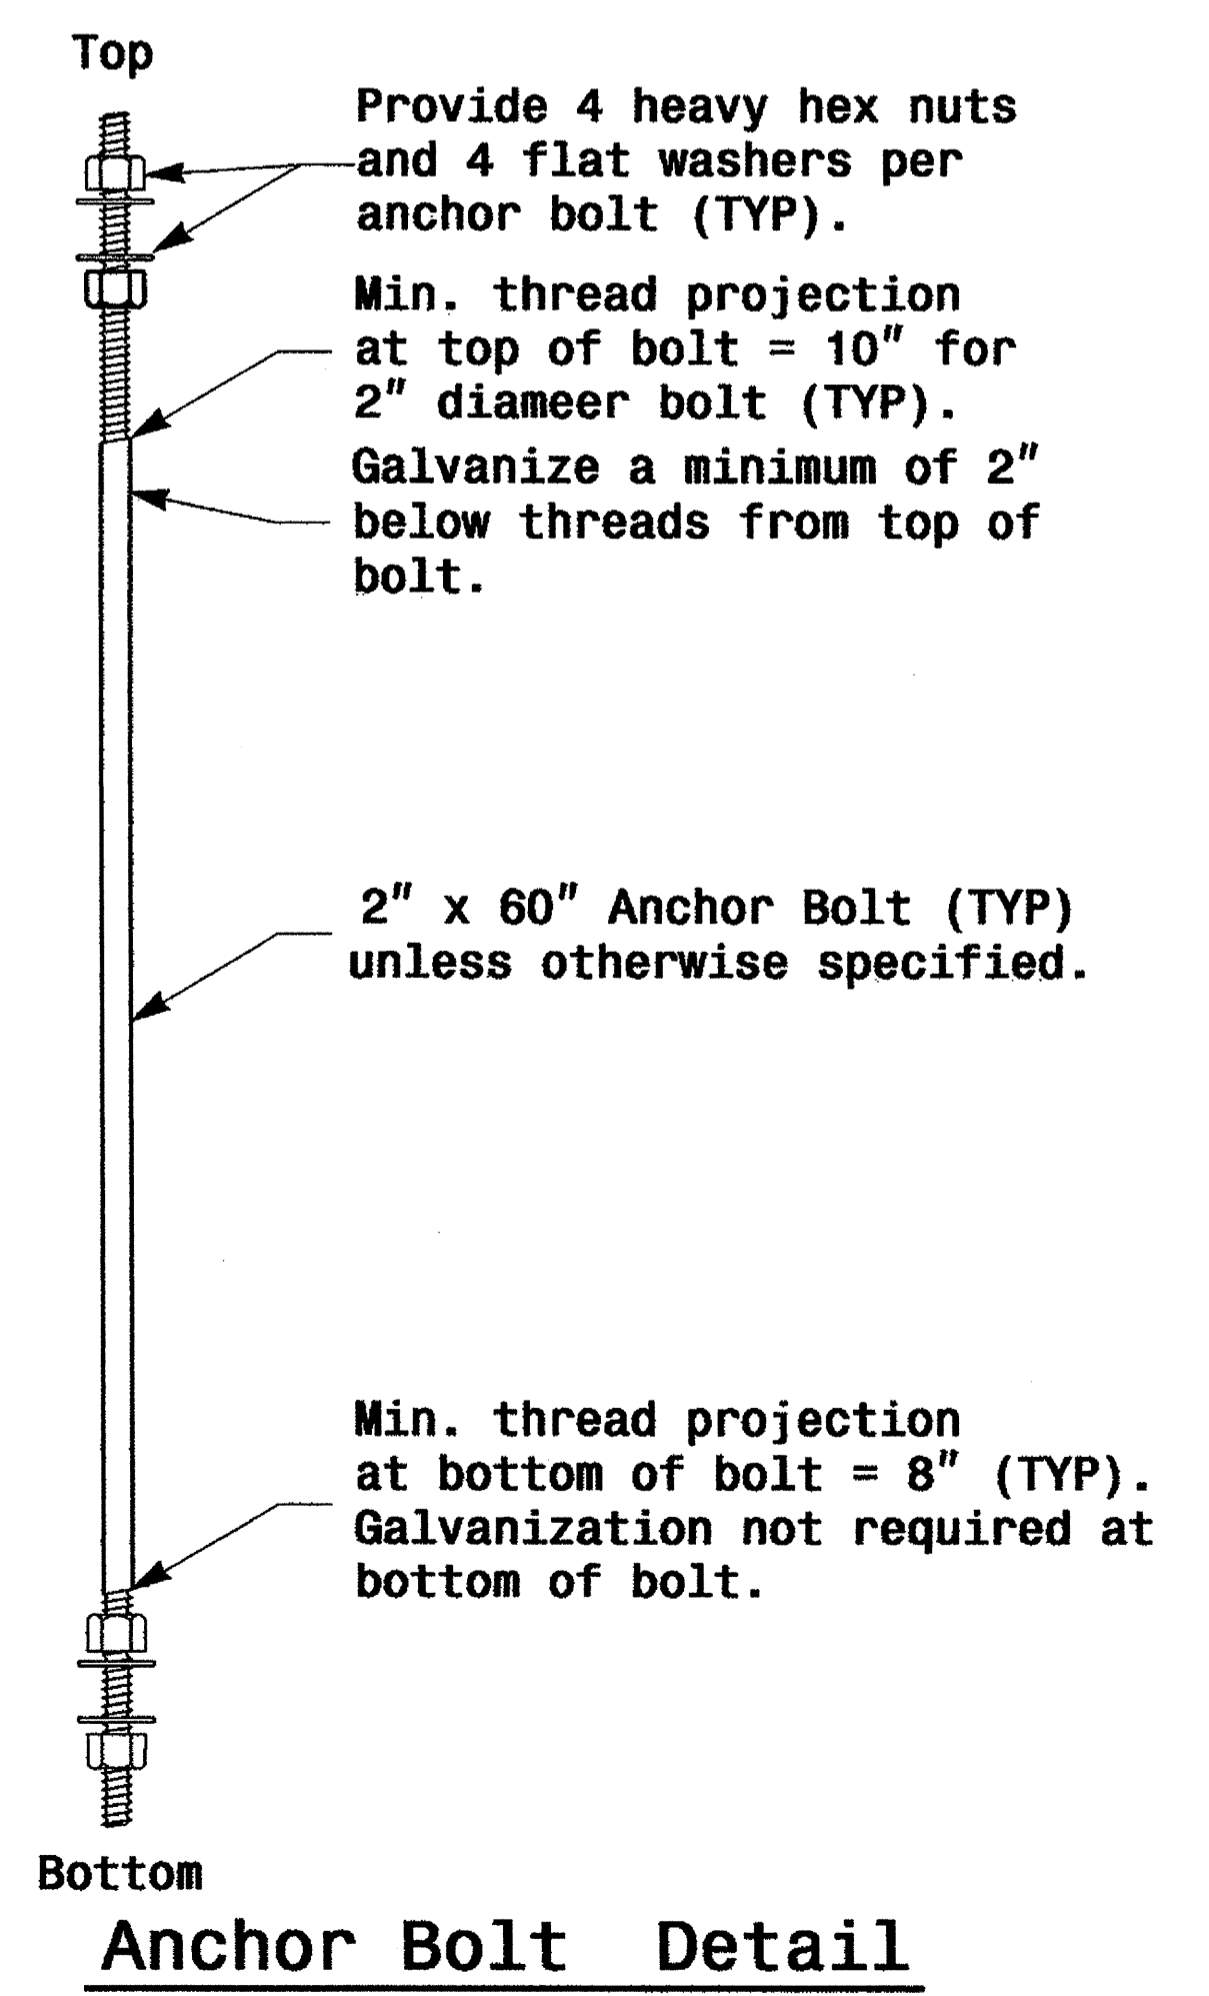 Top
Provide 4 heavy hex nuts
and 4 flat washers per
anchor bolt (TYP).
Min. thread projection
at top of bolt = 10" for
2" diameer bolt (TYP).
Galvanize a minimum of 2"
below threads from top of
bolt.
2" x 60" Anchor Bolt (TYP)
unless otherwise specified.
Min. thread projection
at bottom of bolt = 8" (TYP).
Galvanization not required at
bottom of bolt.
Bottom
Anchor Bolt Detail